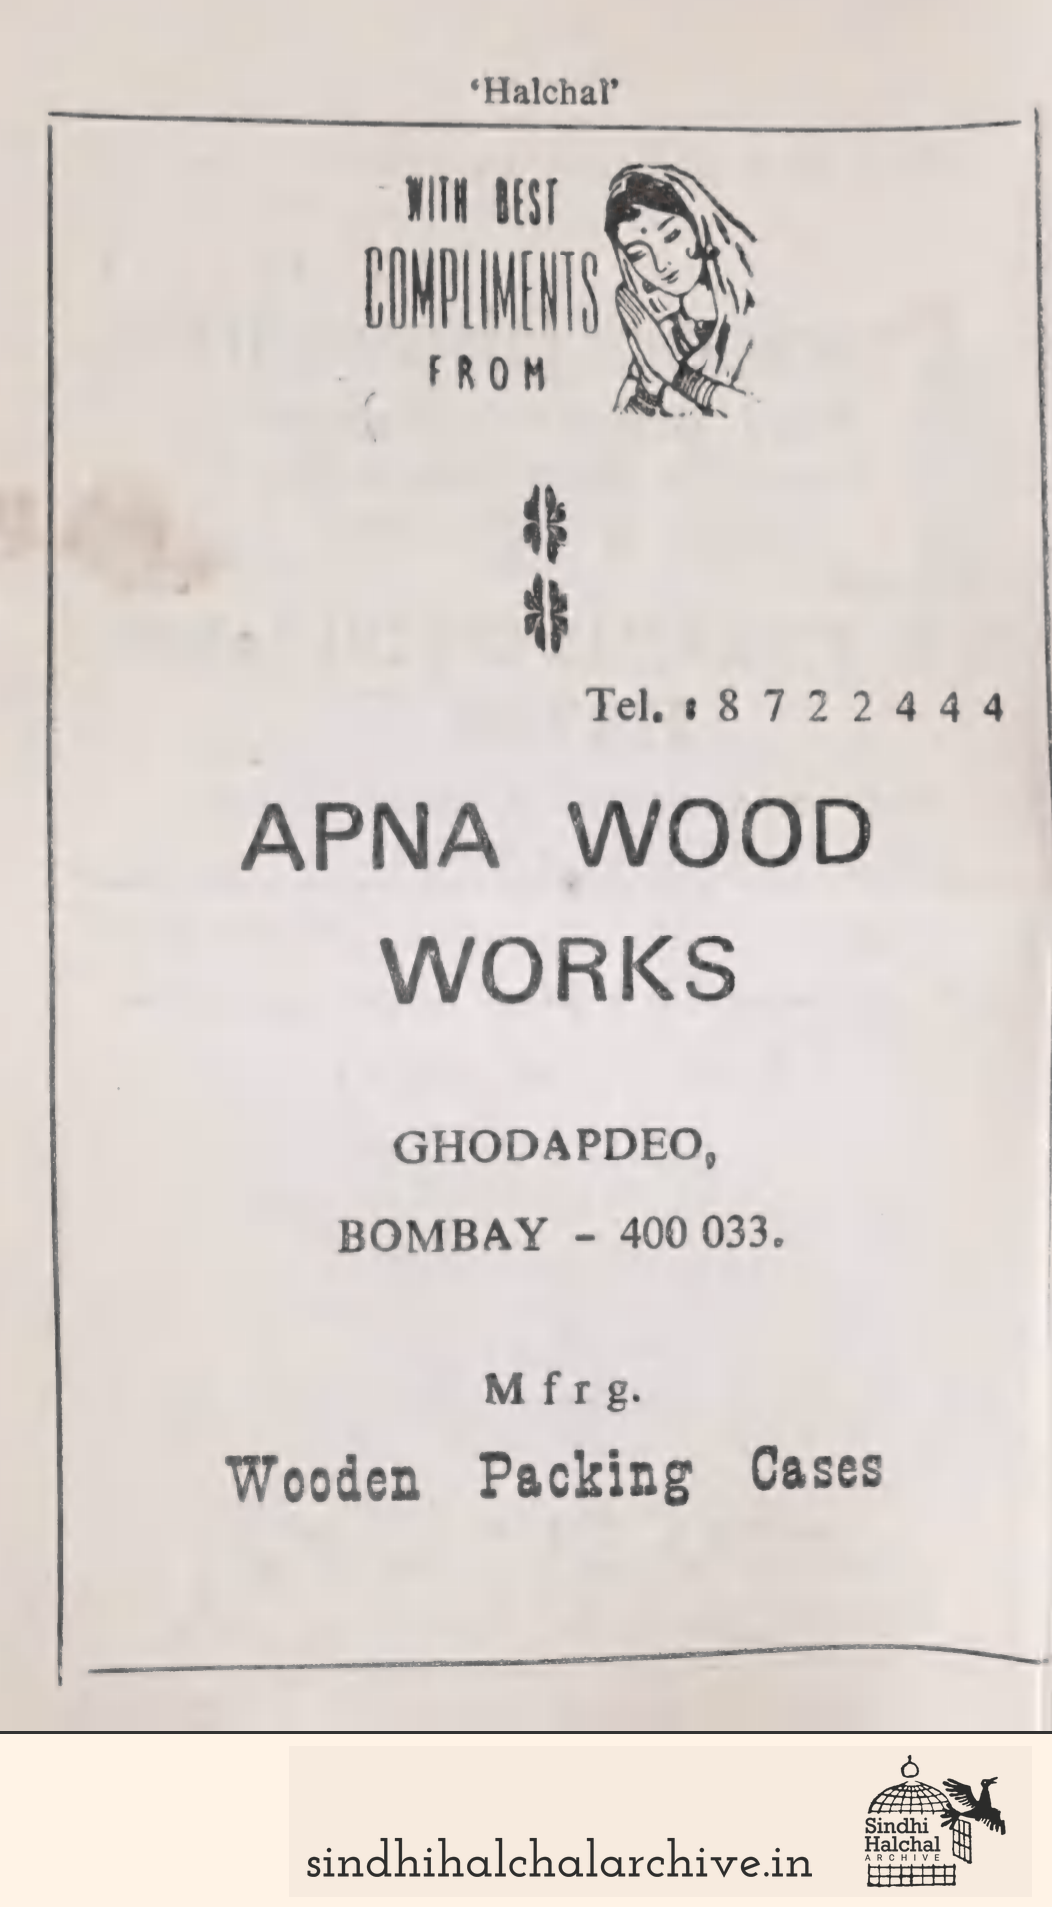 ‘Halchal’
WITH BEST
COMPLIMENTS
FROM
Tel. : 8 7 2 2 4 4 4
APNA WOOD
WORKS
GHODAPDEO,
BOMBAY - 400 033.
M f r g.
Wooden Packing Cases
sindhihalchalarchive.in
Sindhi
Halchal
ARCHIVE